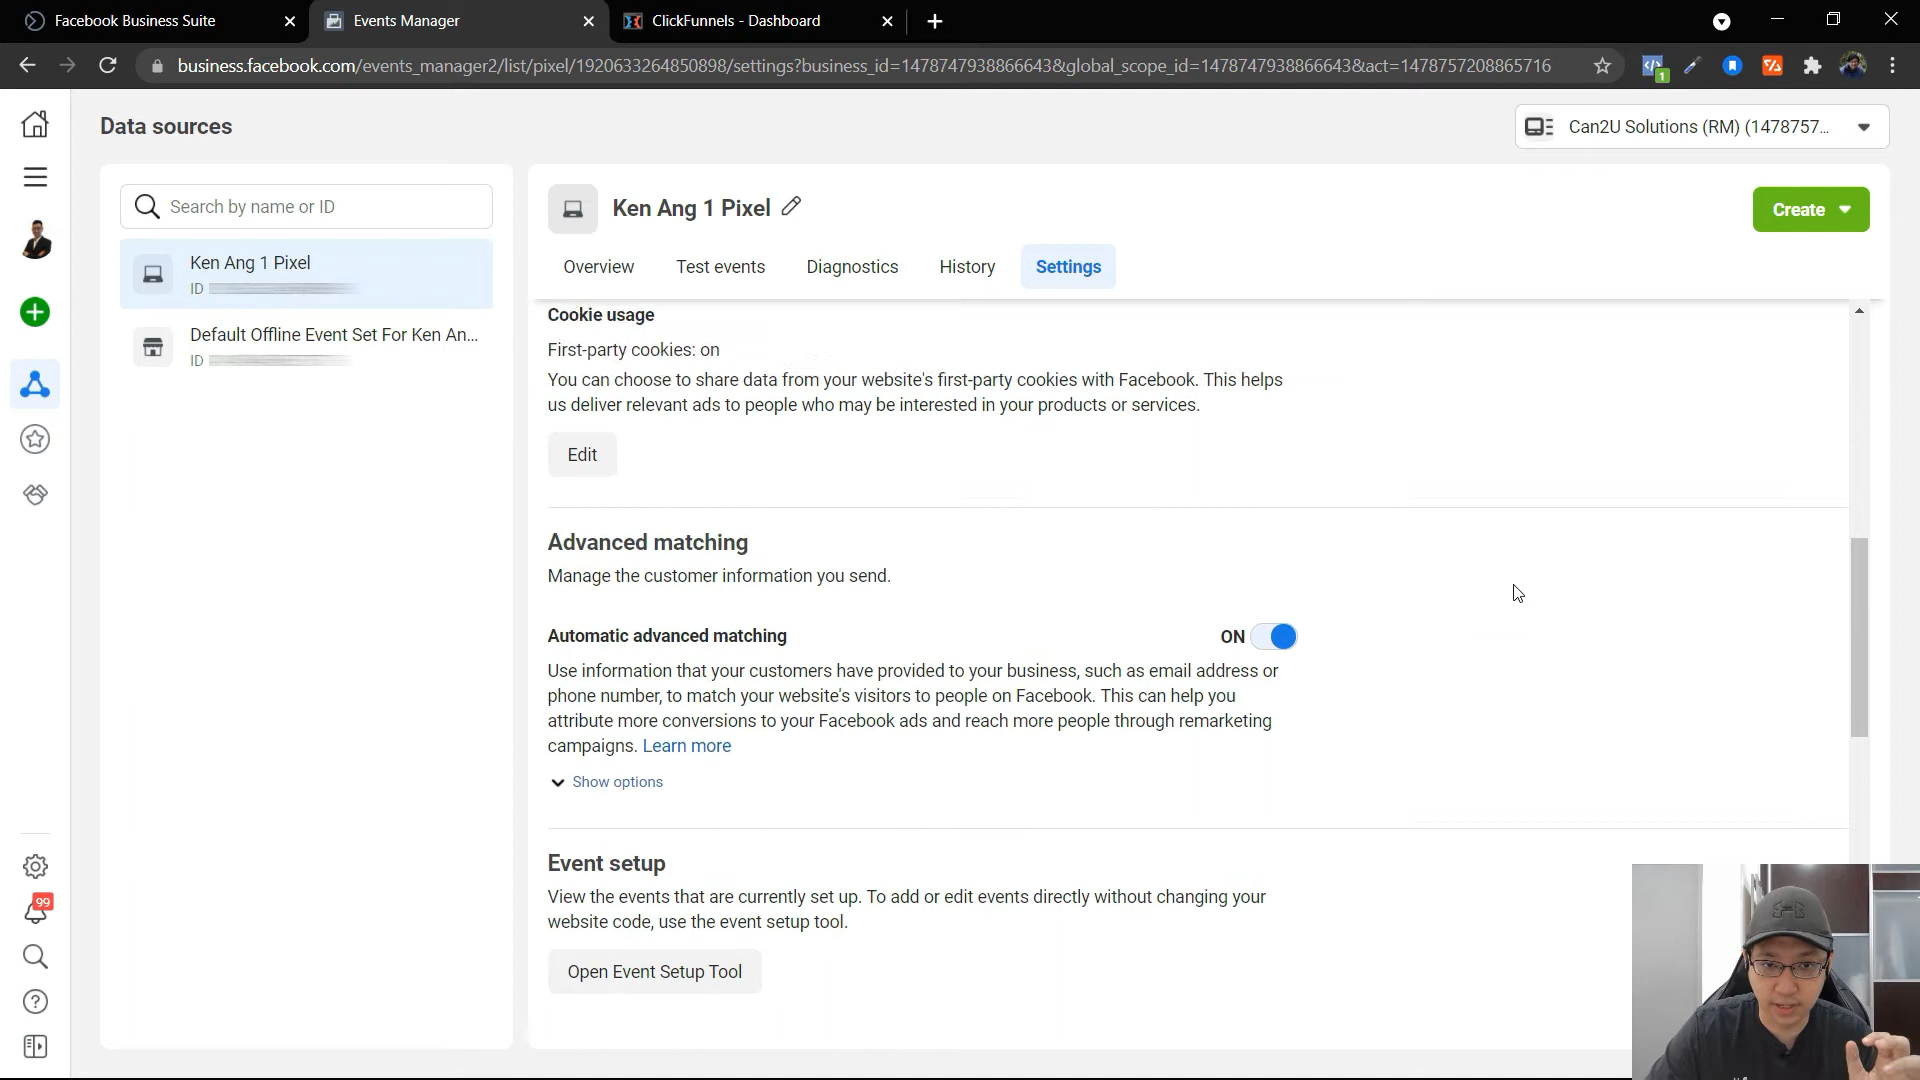 Facebook Business Suite
Events Manager
ClickFunnels - Dashboard
business.facebook.com/events_manager2/list/pixel/1920633264850898/settings?business_id=1478747938866643&global_scope_id=1478747938866643&act=1478757208865716
1
Data sources
Can2U Solutions (RM) (1478757...
Search by name or ID
Ken Ang 1 Pixel
ID
Default Offline Event Set For Ken An...
ID
99
Ken Ang 1 Pixel
Create
Overview
Test events
Diagnostics
History
Settings
Cookie usage
First-party cookies: on
You can choose to share data from your website's first-party cookies with Facebook. This helps
us deliver relevant ads to people who may be interested in your products or services.
Edit
Advanced matching
Manage the customer information you send.
Automatic advanced matching
ON
Use information that your customers have provided to your business, such as email address or
phone number, to match your website's visitors to people on Facebook. This can help you
attribute more conversions to your Facebook ads and reach more people through remarketing
campaigns. Learn more
Show options
Event setup
View the events that are currently set up. To add or edit events directly without changing your
website code, use the event setup tool.
Open Event Setup Tool